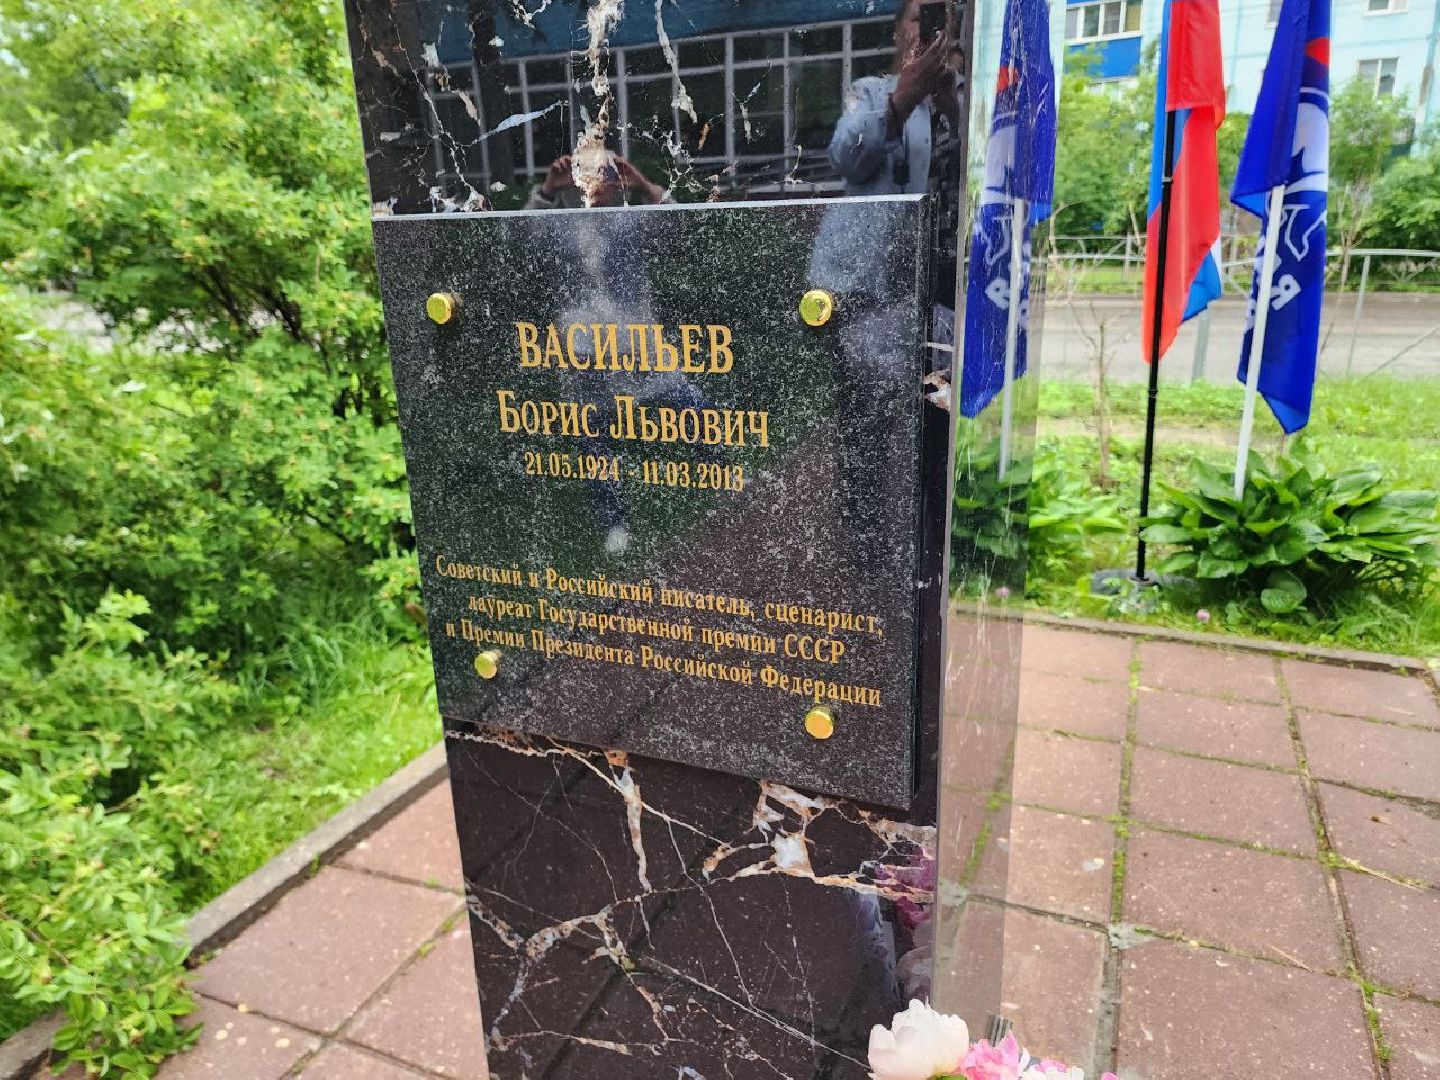 ВАСИЛЬЕВ
Борис Львович
21.05.1924 - 11.03.2013
Советский и Российский писатель, сценарист,
лауреат Государственной премии СССР
и Премии Президента Российской Федерации